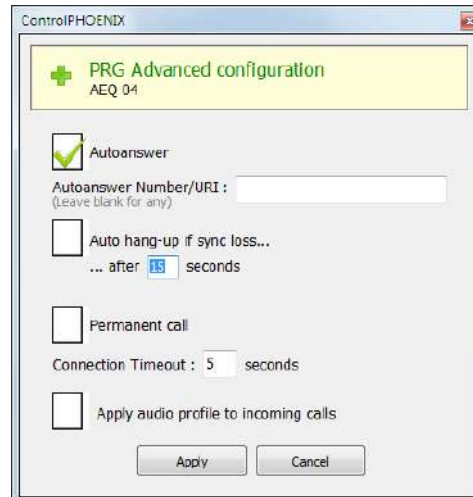 ControlPHOENIX
PRG Advanced configuration
AEQ 04
Autoanswer
Autoanswer Number/URI :
(Leave blank for any)
Auto hang-up if sync loss...
... after 15 seconds
Permanent call
Connection Timeout : 5 seconds
Apply audio profile to incoming calls
Apply Cancel